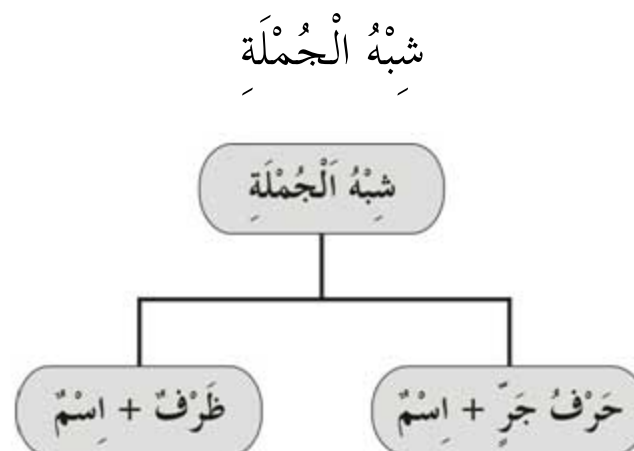 شِبْهُ الْجُمْلَةِ
شِبْهُ اَلْجُمْلَةِ
حَرْفُ جَرٍّ + اِسْمٌ
ظَرْفٌ + اِسْمٌ